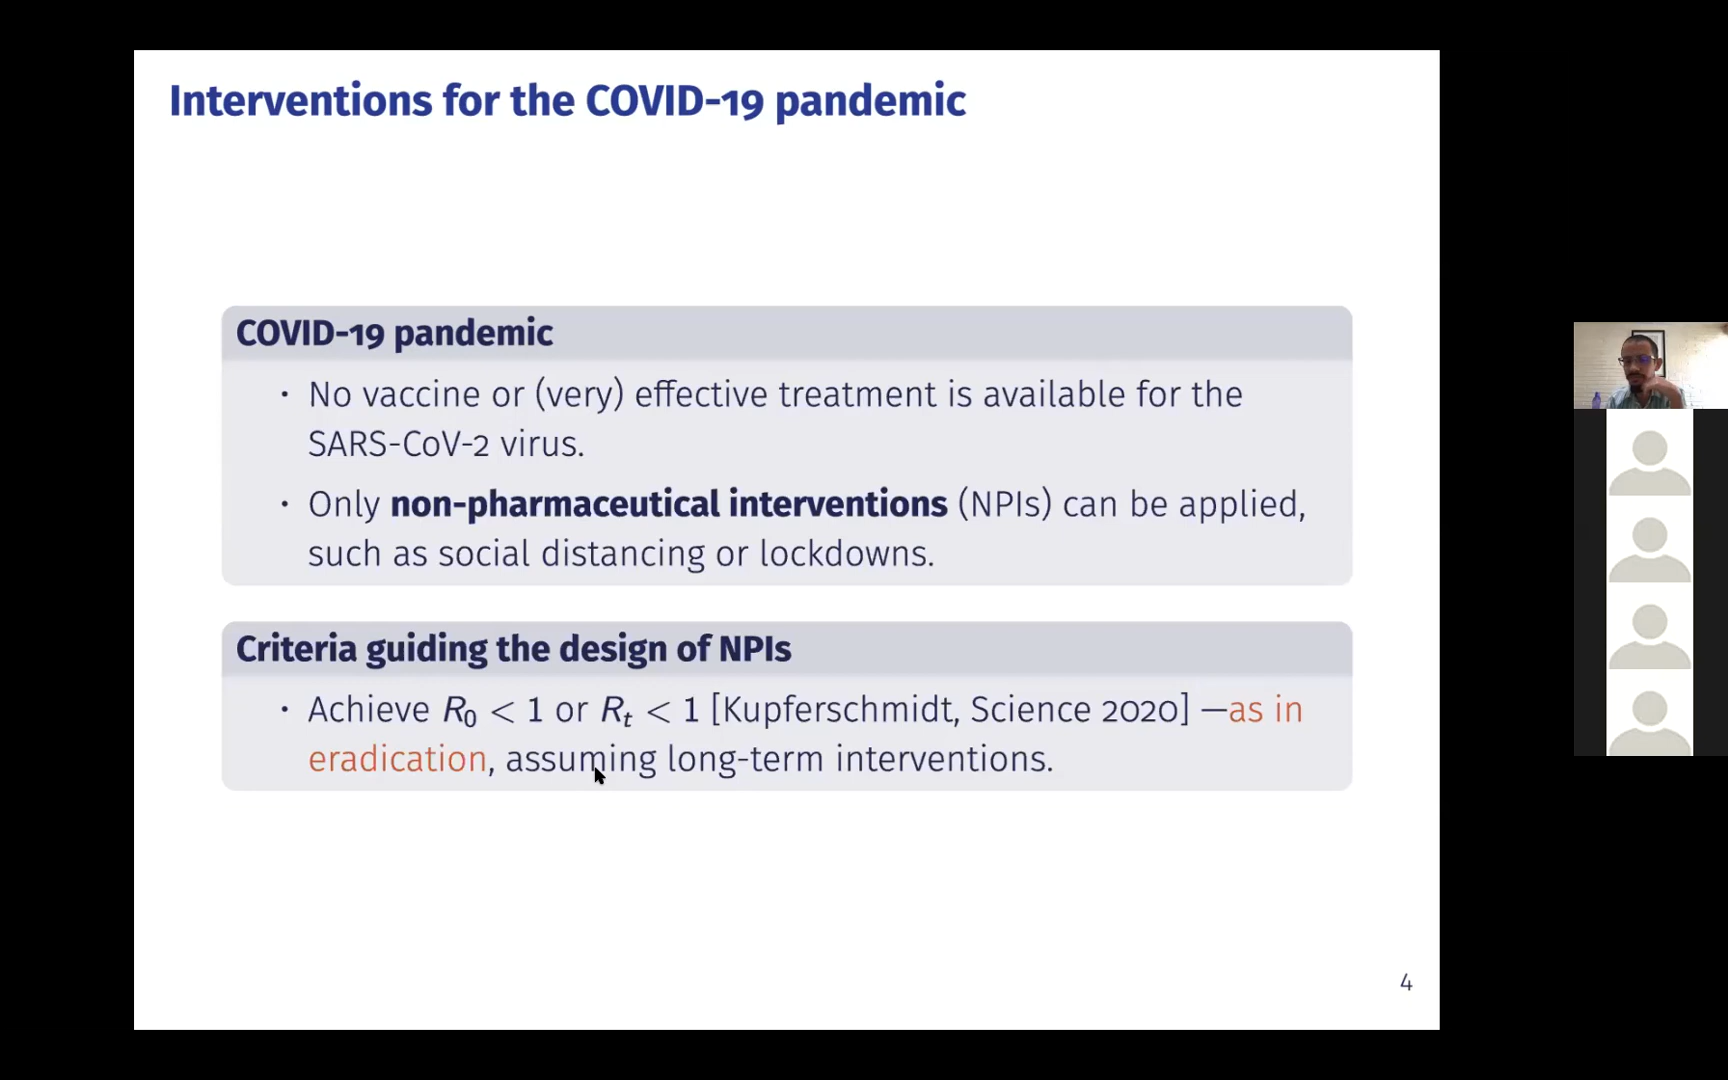 Interventions for the COVID-19 pandemic
COVID-19 pandemic
• No vaccine or (very) effective treatment is available for the
SARS-CoV-2 virus.
• Only non-pharmaceutical interventions (NPIs) can be applied,
such as social distancing or lockdowns.
Criteria guiding the design of NPIs
• Achieve R₀ < 1 or Rₜ < 1 [Kupferschmidt, Science 2020] —as in
eradication, assuming long-term interventions.
4